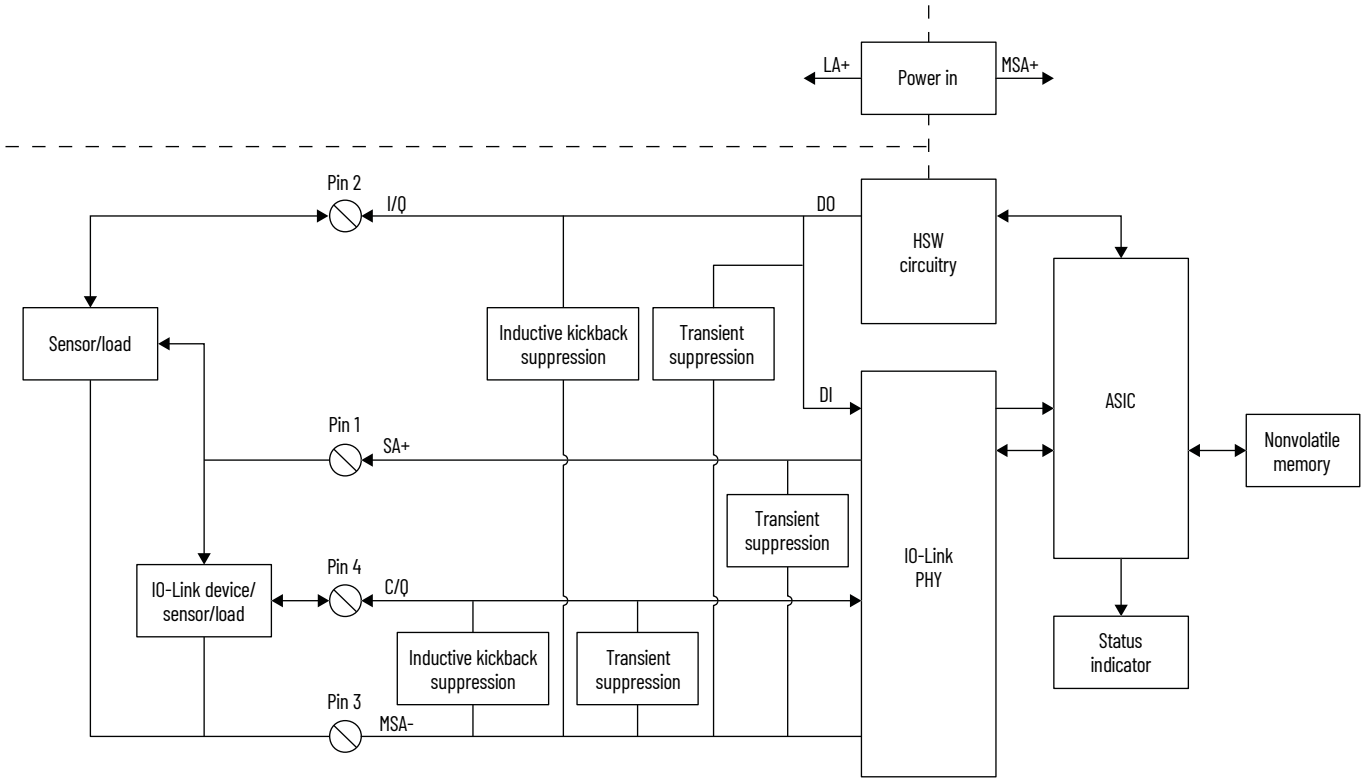 LA+
Power in
MSA+
Pin 2
I/Q
DO
HSW
circuitry
Sensor/load
Inductive kickback
suppression
Transient
suppression
DI
ASIC
Pin 1
SA+
Nonvolatile
memory
Transient
suppression
IO-Link
PHY
Pin 4
C/Q
IO-Link device/
sensor/load
Inductive kickback
suppression
Transient
suppression
Status
indicator
Pin 3
MSA-